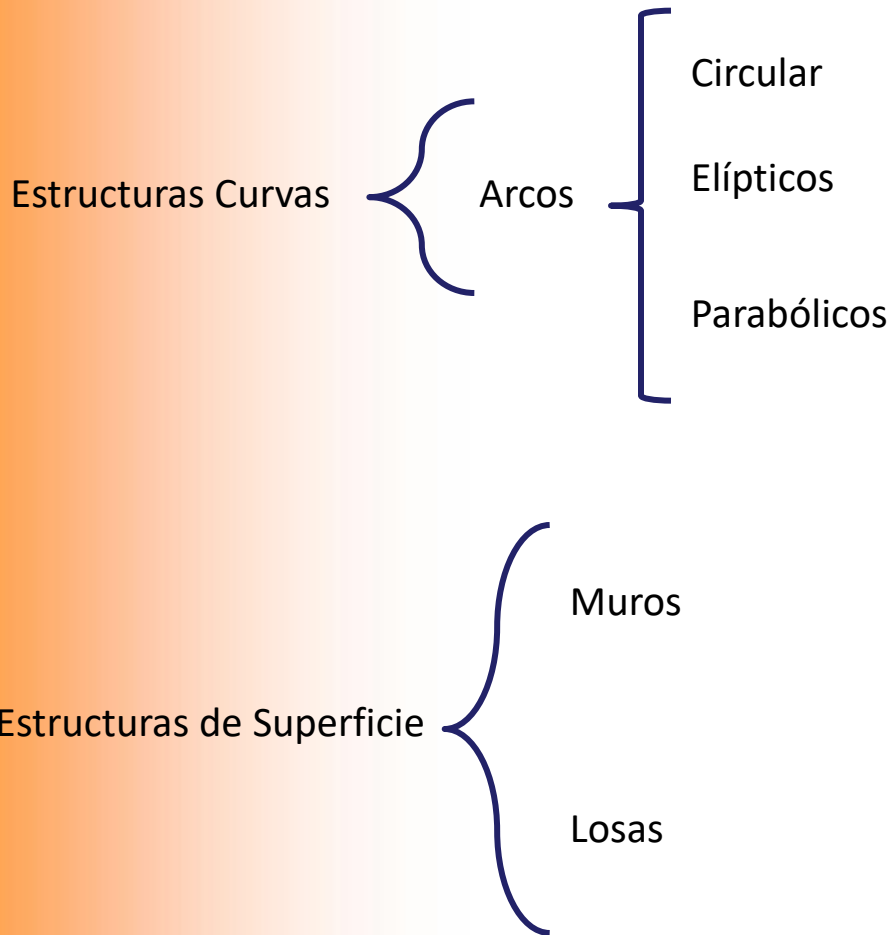 Estructuras Curvas
Arcos
Circular
Elípticos
Parabólicos
Estructuras de Superficie
Muros
Losas